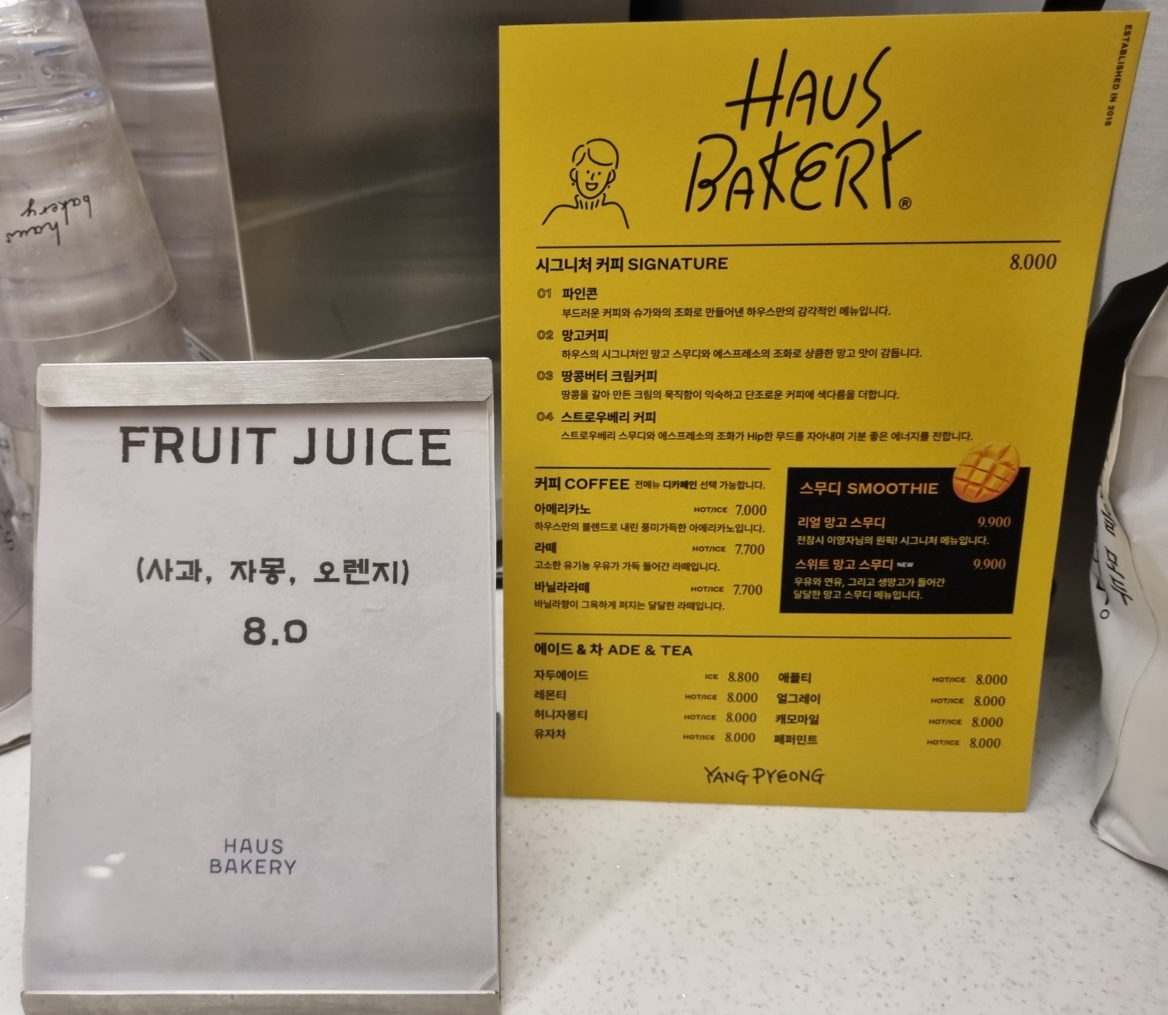 haus
bakery
FRUIT JUICE
(사과, 자몽, 오렌지)
8.0
HAUS
BAKERY
ESTABLISHED IN 2018
HAUS
BAKERY®
시그니처 커피 SIGNATURE 8.000
01 파인콘
부드러운 커피와 슈가와의 조화로 만들어낸 하우스만의 감각적인 메뉴입니다.
02 망고커피
하우스의 시그니처인 망고 스무디와 에스프레소의 조화로 상큼한 망고 맛이 감돕니다.
03 땅콩버터 크림커피
땅콩을 갈아 만든 크림의 묵직함이 익숙하고 단조로운 커피에 색다름을 더합니다.
04 스트로우베리 커피
스트로우베리 스무디와 에스프레소의 조화가 Hip한 무드를 자아내며 기분 좋은 에너지를 전합니다.
커피 COFFEE 전메뉴 디카페인 선택 가능합니다.
아메리카노 HOT/ICE 7.000
하우스만의 블렌드로 내린 풍미가득한 아메리카노입니다.
라떼 HOT/ICE 7.700
고소한 유기농 우유가 가득 들어간 라떼입니다.
바닐라라떼 HOT/ICE 7.700
바닐라향이 그윽하게 퍼지는 달달한 라떼입니다.
스무디 SMOOTHIE
리얼 망고 스무디 9.900
전참시 이영자님의 원픽! 시그니처 메뉴입니다.
스위트 망고 스무디 NEW 9.900
우유와 연유, 그리고 생망고가 들어간
달달한 망고 스무디 메뉴입니다.
에이드 & 차 ADE & TEA
자두에이드 ICE 8.800
레몬티 HOT/ICE 8.000
허니자몽티 HOT/ICE 8.000
유자차 HOT/ICE 8.000
애플티 HOT/ICE 8.000
얼그레이 HOT/ICE 8.000
캐모마일 HOT/ICE 8.000
페퍼민트 HOT/ICE 8.000
YANG PYEONG